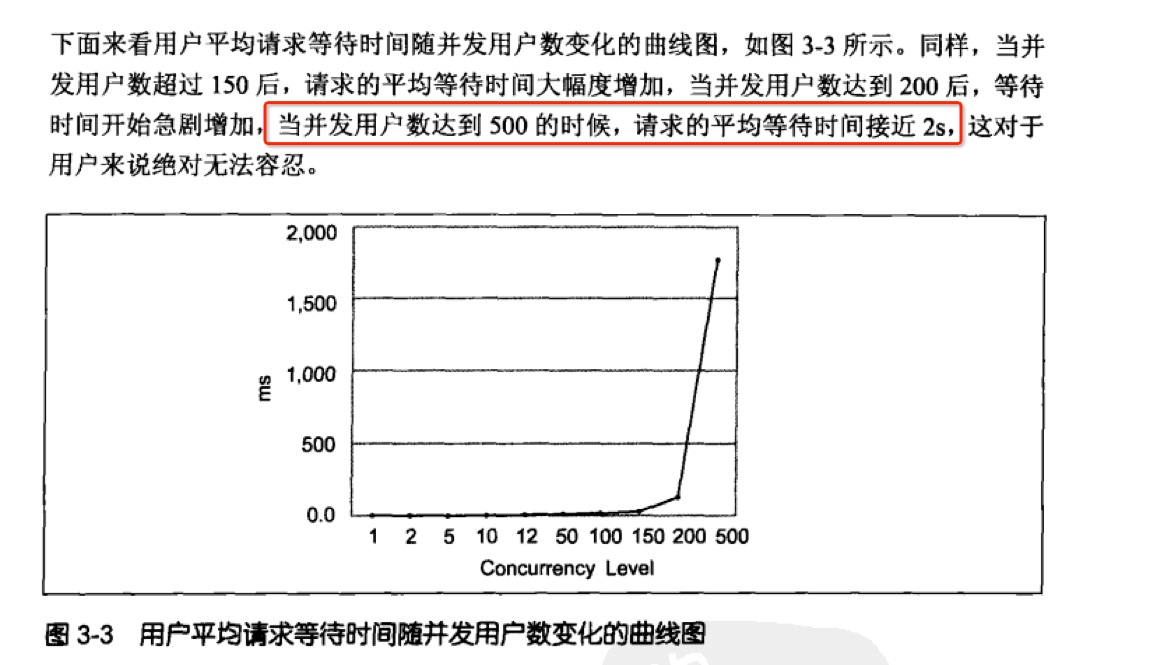 下面来看用户平均请求等待时间随并发用户数变化的曲线图，如图 3-3 所示。同样，当并
发用户数超过 150 后，请求的平均等待时间大幅度增加，当并发用户数达到 200 后，等待
时间开始急剧增加，当并发用户数达到 500 的时候，请求的平均等待时间接近 2s，这对于
用户来说绝对无法容忍。
2,000
1,500
1,000
ms
500
0.0
1 2 5 10 12 50 100 150 200 500
Concurrency Level
图 3-3 用户平均请求等待时间随并发用户数变化的曲线图